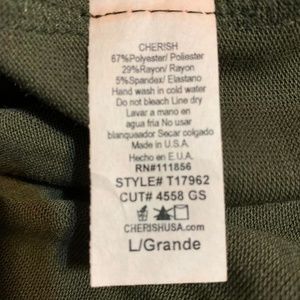 CHERISH
67%Polyester/ Poliester
29%Rayon/ Rayon
5%Spandex/ Elastano
Hand wash in cold water
Do not bleach Line dry
Lavar a mano en
agua fria No usar
blanqueador Secar colgado
Made in U.S.A.
Hecho en E.U.A.
RN#111856
STYLE# T17962
CUT# 4558 GS
CHERISHUSA.COM
L/Grande